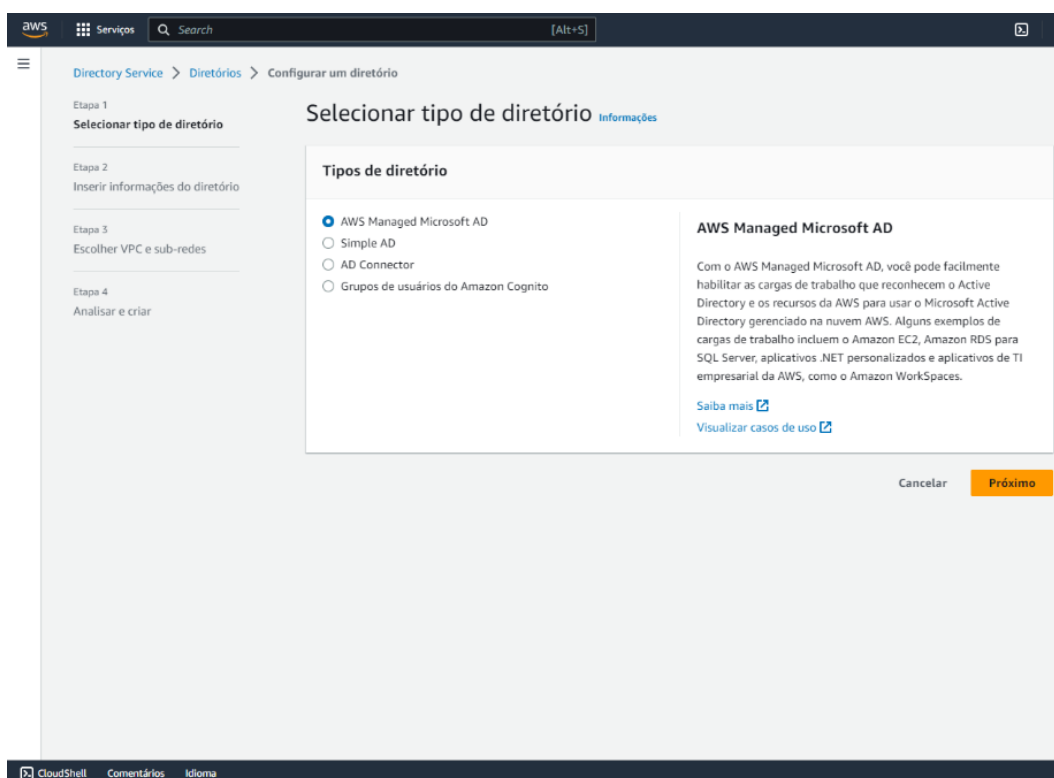 aws
Serviços
Search
[Alt+S]
Directory Service > Diretórios > Configurar um diretório
Etapa 1
Selecionar tipo de diretório
Etapa 2
Inserir informações do diretório
Etapa 3
Escolher VPC e sub-redes
Etapa 4
Analisar e criar
Selecionar tipo de diretório Informações
Tipos de diretório
AWS Managed Microsoft AD
Simple AD
AD Connector
Grupos de usuários do Amazon Cognito
AWS Managed Microsoft AD
Com o AWS Managed Microsoft AD, você pode facilmente
habilitar as cargas de trabalho que reconhecem o Active
Directory e os recursos da AWS para usar o Microsoft Active
Directory gerenciado na nuvem AWS. Alguns exemplos de
cargas de trabalho incluem o Amazon EC2, Amazon RDS para
SQL Server, aplicativos .NET personalizados e aplicativos de TI
empresarial da AWS, como o Amazon WorkSpaces.
Saiba mais
Visualizar casos de uso
Cancelar
Próximo
CloudShell
Comentários
Idioma